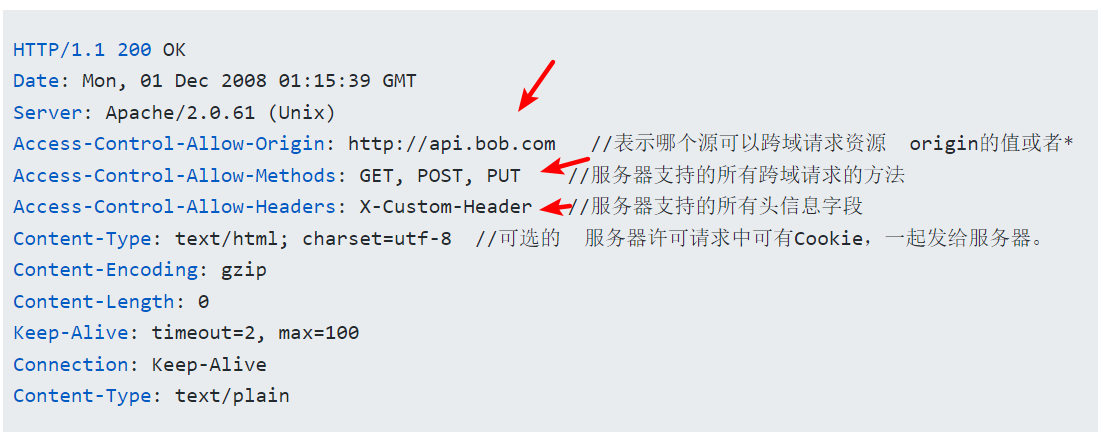 HTTP/1.1 200 OK
Date: Mon, 01 Dec 2008 01:15:39 GMT
Server: Apache/2.0.61 (Unix)
Access-Control-Allow-Origin: http://api.bob.com //表示哪个源可以跨域请求资源 origin的值或者*
Access-Control-Allow-Methods: GET, POST, PUT //服务器支持的所有跨域请求的方法
Access-Control-Allow-Headers: X-Custom-Header //服务器支持的所有头信息字段
Content-Type: text/html; charset=utf-8 //可选的 服务器许可请求中可有Cookie，一起发给服务器。
Content-Encoding: gzip
Content-Length: 0
Keep-Alive: timeout=2, max=100
Connection: Keep-Alive
Content-Type: text/plain